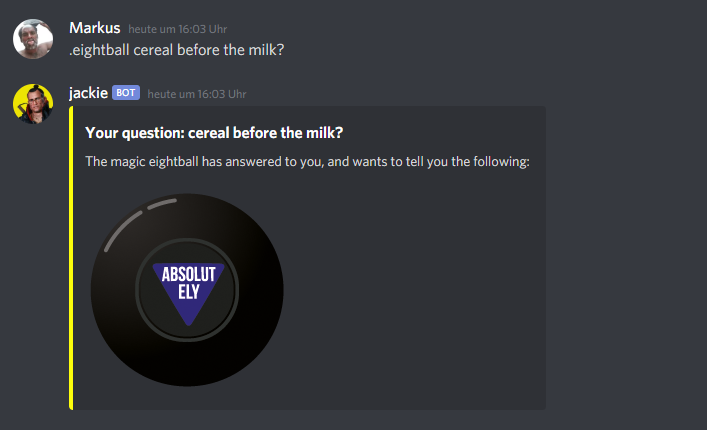 Markus heute um 16:03 Uhr
.eightball cereal before the milk?
jackie BOT heute um 16:03 Uhr
Your question: cereal before the milk?
The magic eightball has answered to you, and wants to tell you the following:
ABSOLUT
ELY